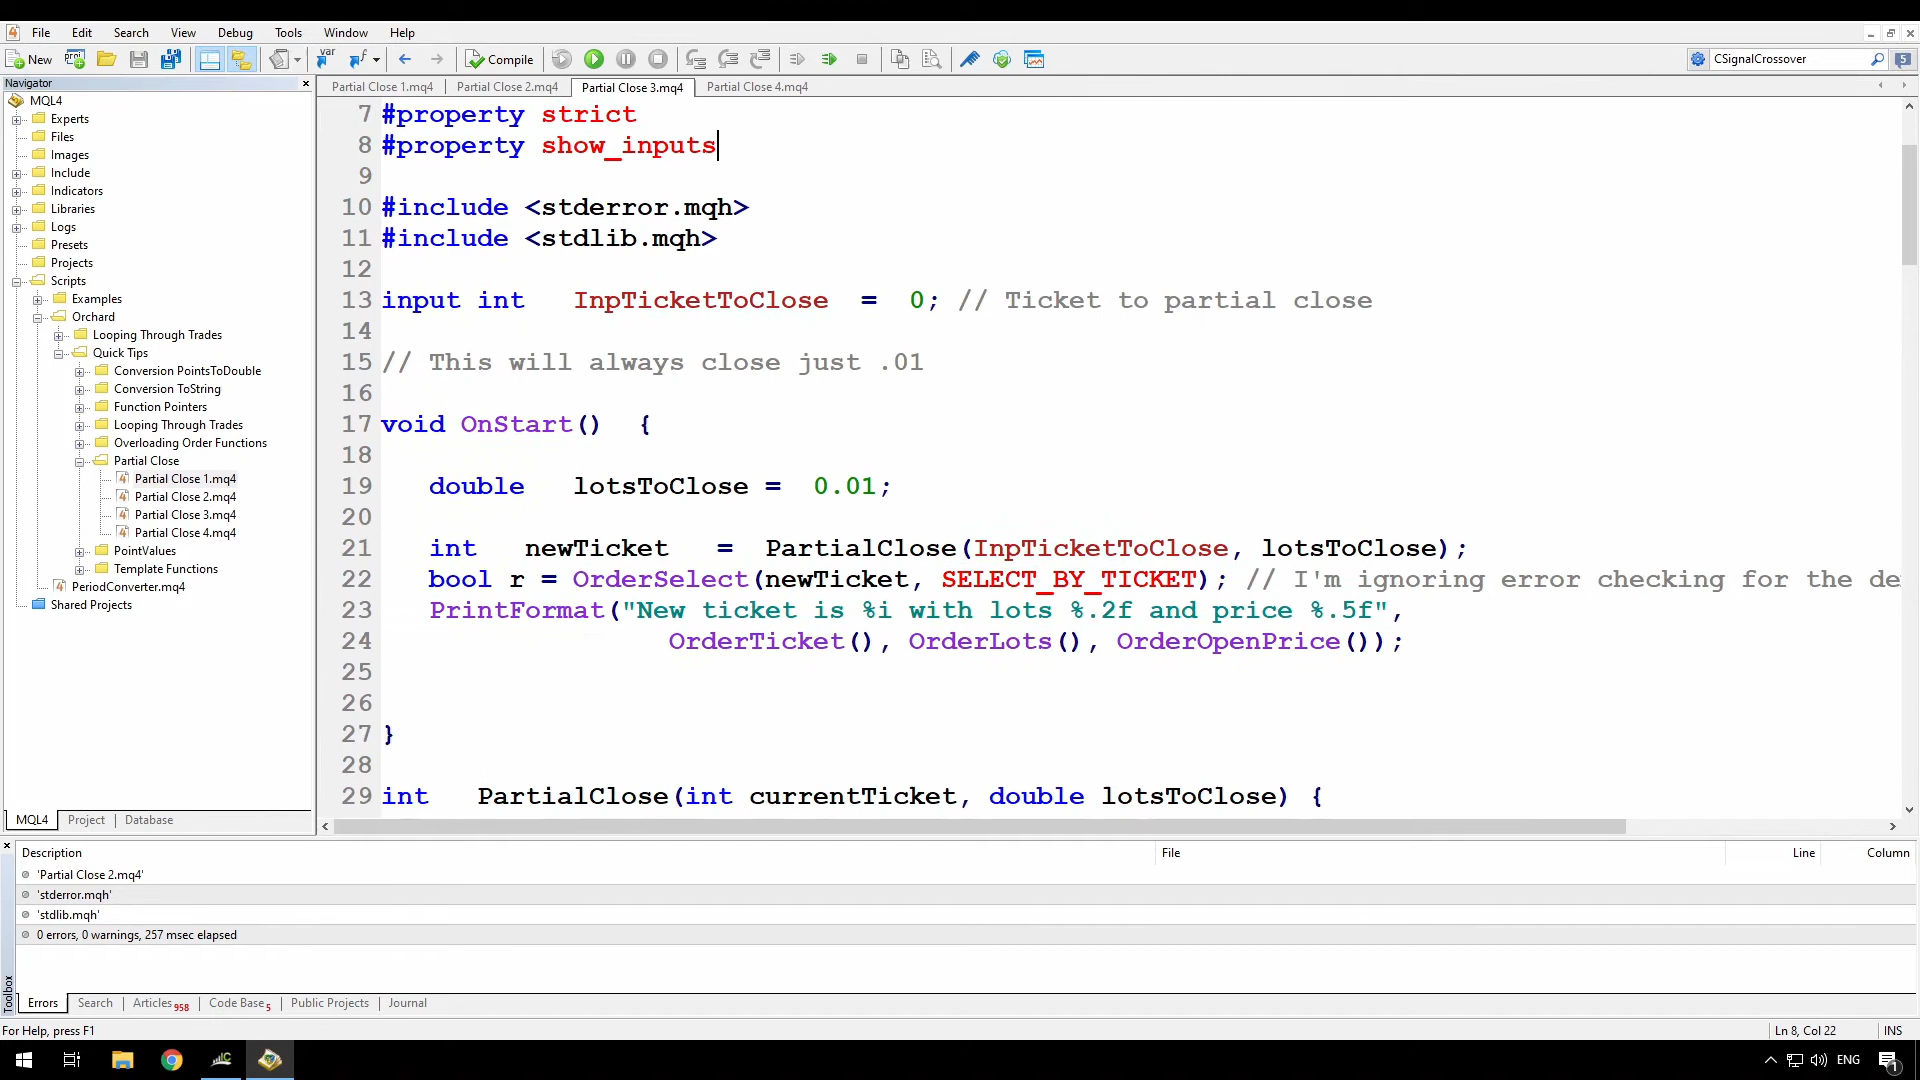 File Edit Search View Debug Tools Window Help
New Compile CSignalCrossover 5
Navigator
MQL4
Experts
Files
Images
Include
Indicators
Libraries
Logs
Presets
Projects
Scripts
Examples
Orchard
Looping Through Trades
Quick Tips
Conversion PointsToDouble
Conversion ToString
Function Pointers
Looping Through Trades
Overloading Order Functions
Partial Close
Partial Close 1.mq4
Partial Close 2.mq4
Partial Close 3.mq4
Partial Close 4.mq4
PointValues
Template Functions
PeriodConverter.mq4
Shared Projects
MQL4 Project Database
Partial Close 1.mq4 Partial Close 2.mq4 Partial Close 3.mq4 Partial Close 4.mq4
7 #property strict
8 #property show_inputs
9
10 #include <stderror.mqh>
11 #include <stdlib.mqh>
12
13 input int InpTicketToClose = 0; // Ticket to partial close
14
15 // This will always close just .01
16
17 void OnStart() {
18
19 double lotsToClose = 0.01;
20
21 int newTicket = PartialClose(InpTicketToClose, lotsToClose);
22 bool r = OrderSelect(newTicket, SELECT_BY_TICKET); // I'm ignoring error checking for the de
23 PrintFormat("New ticket is %i with lots %.2f and price %.5f",
24 OrderTicket(), OrderLots(), OrderOpenPrice());
25
26
27 }
28
29 int PartialClose(int currentTicket, double lotsToClose) {
Description File Line Column
'Partial Close 2.mq4'
'stderror.mqh'
'stdlib.mqh'
0 errors, 0 warnings, 257 msec elapsed
Toolbox
Errors Search Articles 958 Code Base 5 Public Projects Journal
For Help, press F1 Ln 8, Col 22 INS
ENG 1